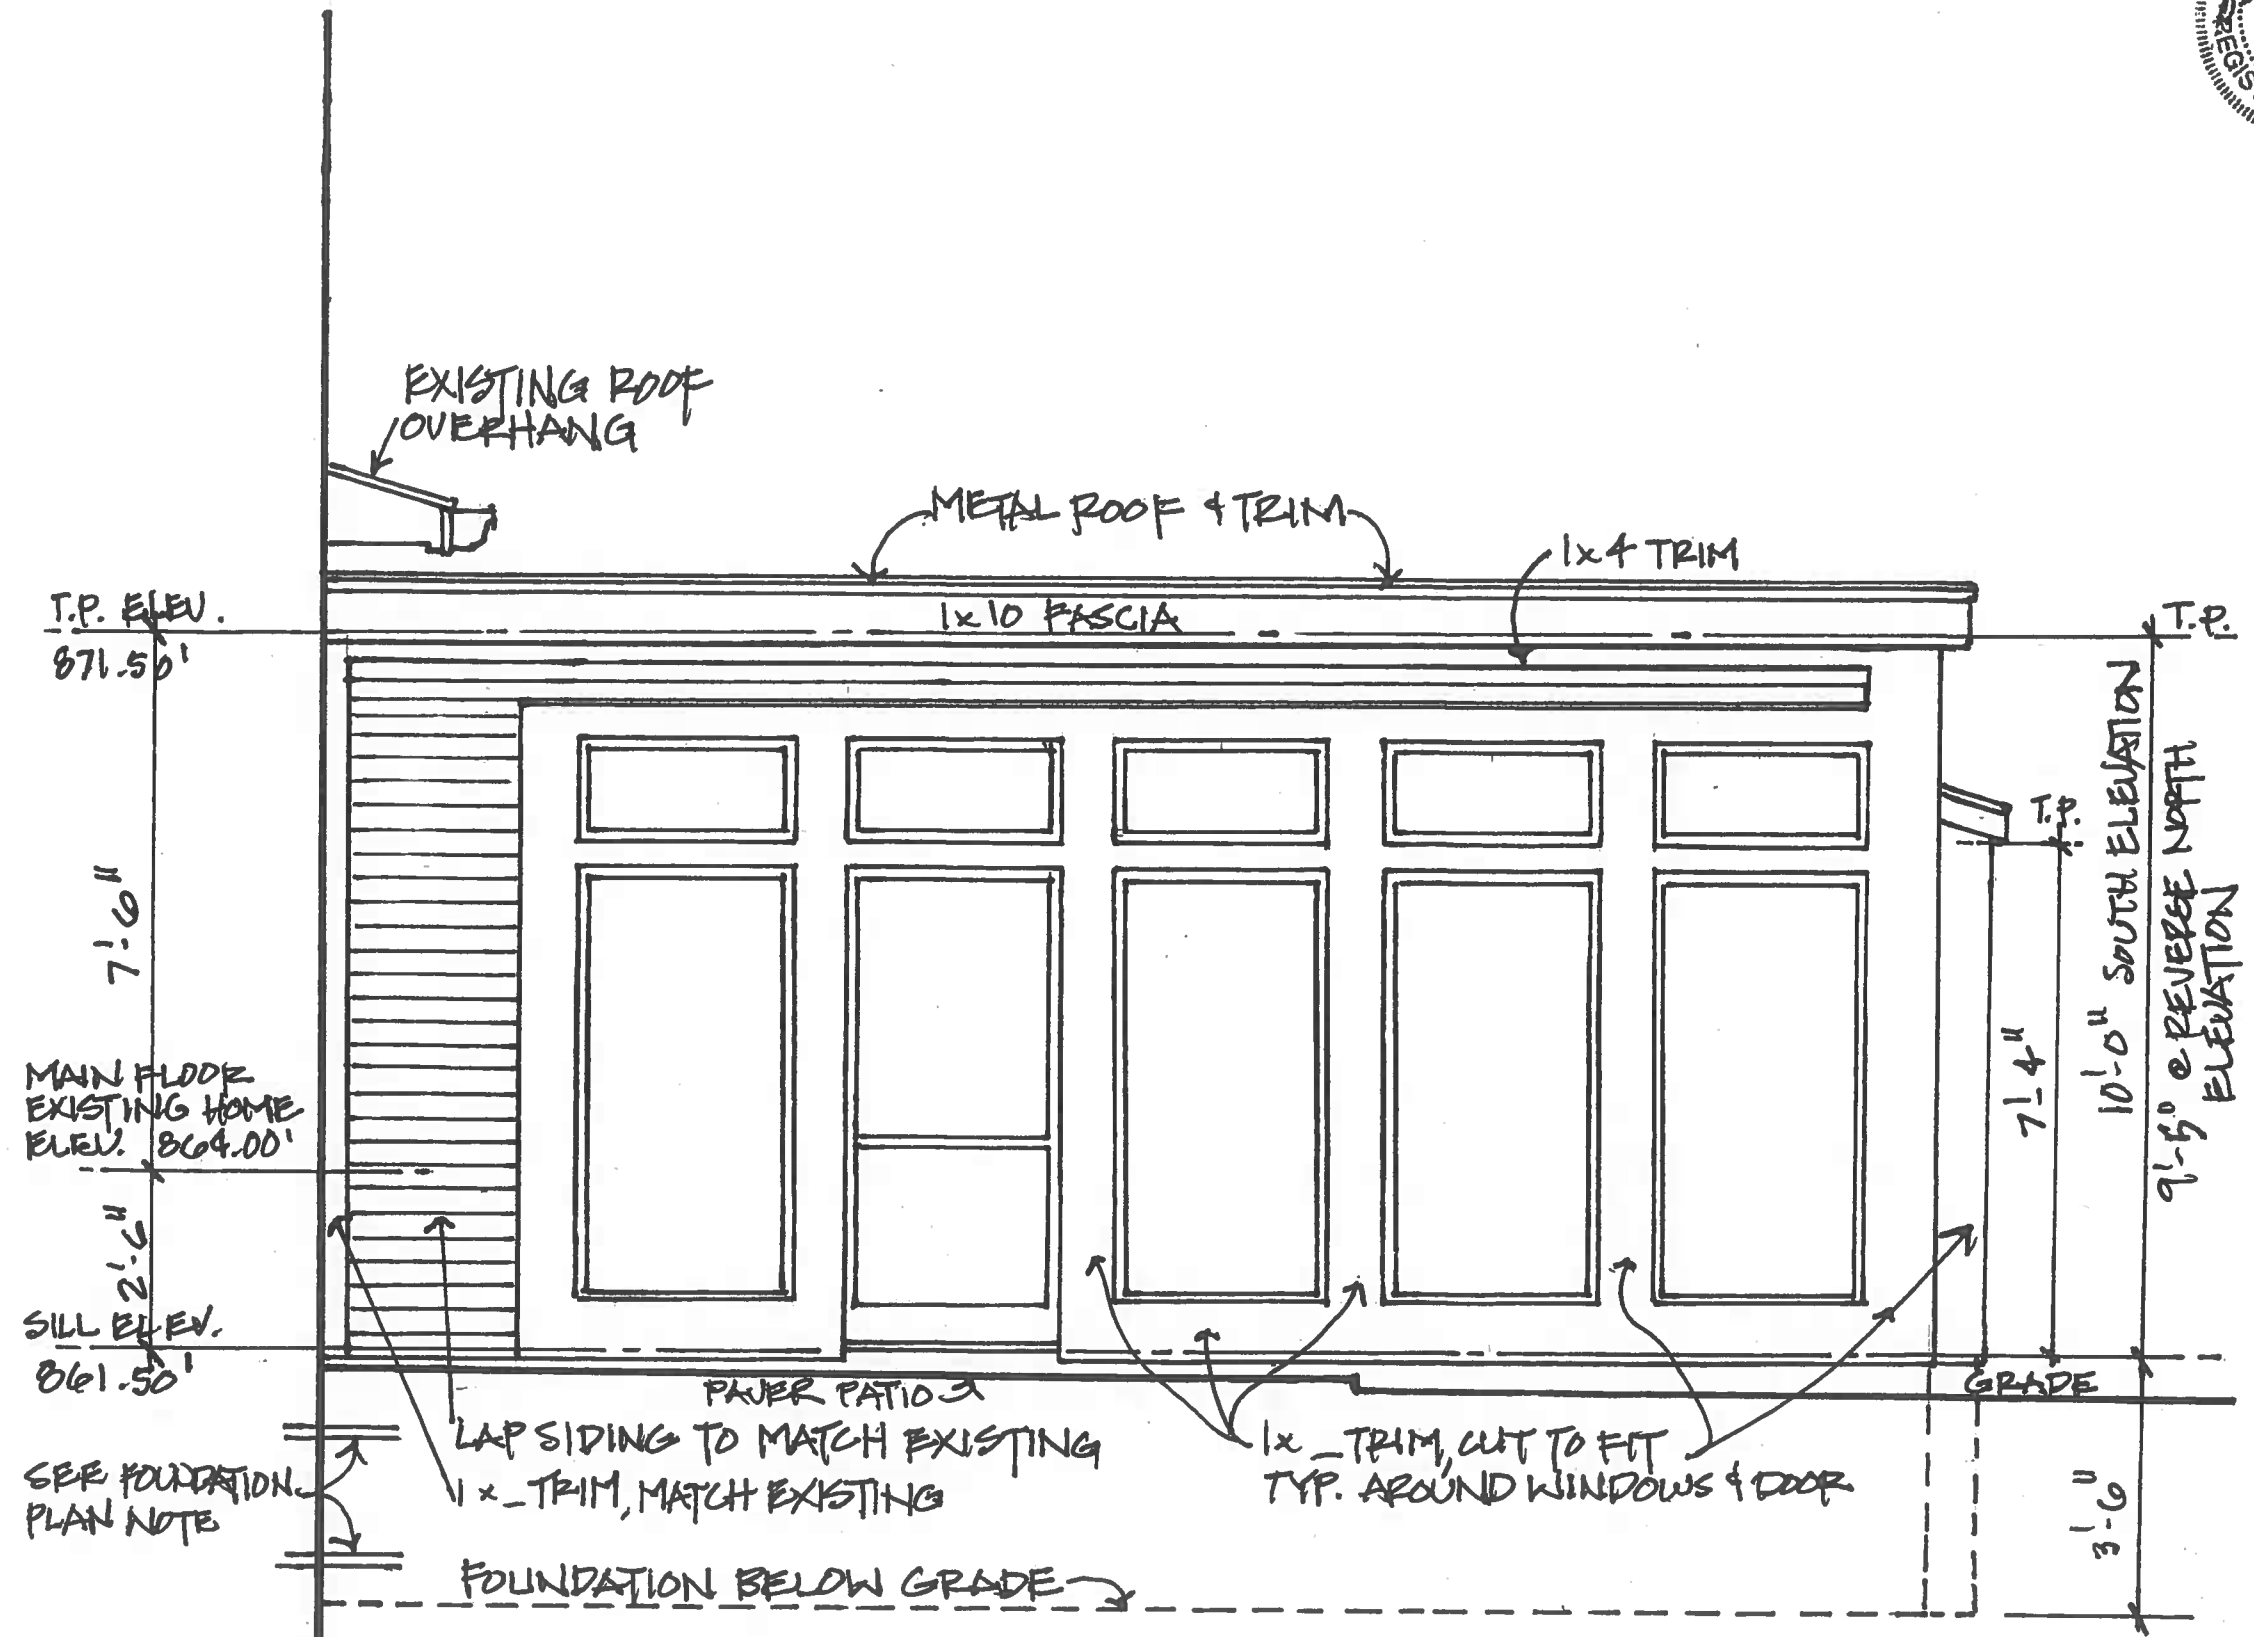 REGIS
EXISTING ROOF
OVERHANG
METAL ROOF & TRIM
1x4 TRIM
T.P. ELEV.
871.50'
1x10 FASCIA
T.P.
T.P.
7'-6"
MAIN FLOOR
EXISTING HOME
ELEV. 864.00'
2'-6"
SILL ELEV.
861.50'
7'-4"
10'-0" SOUTH ELEVATION
9'-5" @ REVERSE NORTH
ELEVATION
PAVER PATIO
GRADE
LAP SIDING TO MATCH EXISTING
1x_TRIM, MATCH EXISTING
1x_TRIM, CUT TO FIT
TYP. AROUND WINDOWS & DOOR
SEE FOUNDATION
PLAN NOTE
3'-6"
FOUNDATION BELOW GRADE